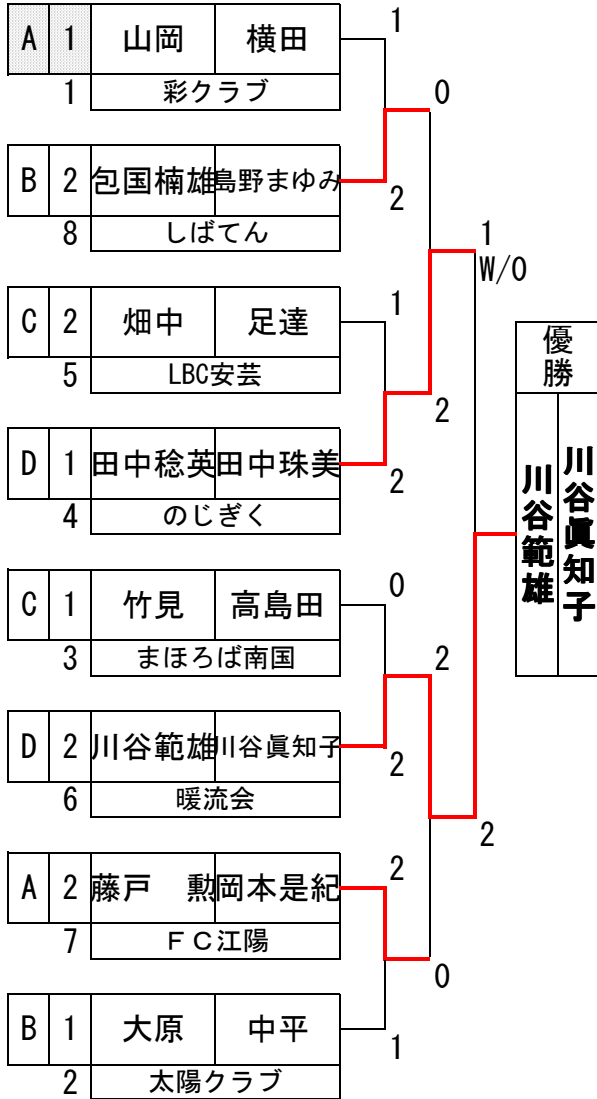 A 1 山岡 横田 1
1 彩クラブ 0
B 2 包国楠雄 島野まゆみ 2
8 しばてん 1
W/O
C 2 畑中 足達 1
5 LBC安芸 2
D 1 田中稔英 田中珠美 2
4 のじぎく
優勝
川谷眞知子
川谷範雄
C 1 竹見 高島田 0
3 まほろば南国 2
D 2 川谷範雄 川谷眞知子 2
6 暖流会 2
A 2 藤戸 勲 岡本是紀 2
7 FC江陽 0
B 1 大原 中平 1
2 太陽クラブ